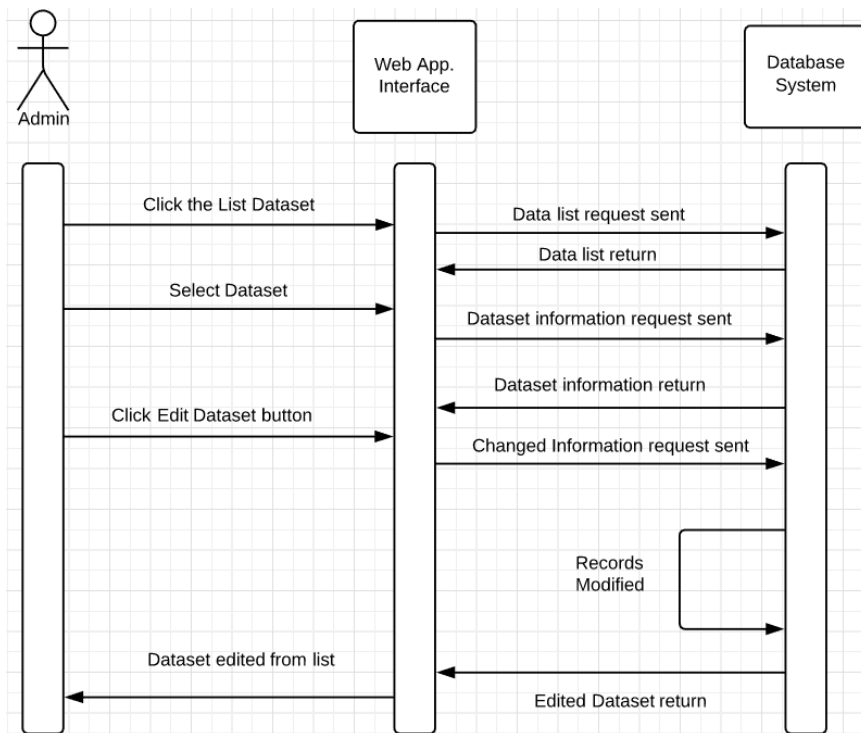 Admin
Web App.
Interface
Database
System
Click the List Dataset
Data list request sent
Data list return
Select Dataset
Dataset information request sent
Dataset information return
Click Edit Dataset button
Changed Information request sent
Records
Modified
Dataset edited from list
Edited Dataset return